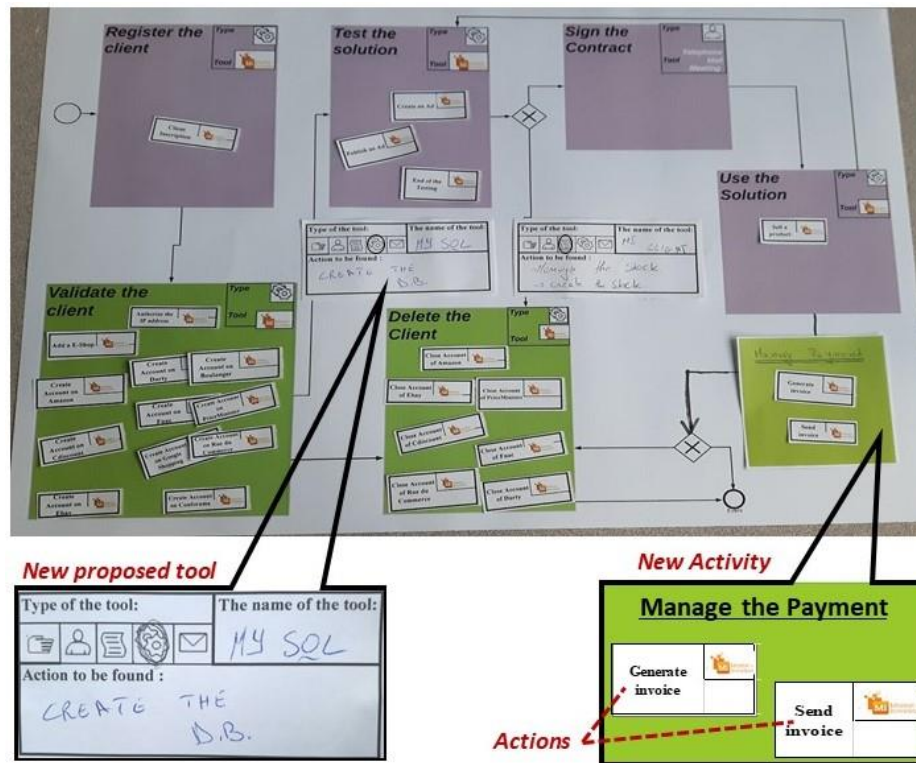 Register the
client
Type
Tool
Client
Inscription
Test the
solution
Type
Tool
Create an Ad
Publish an Ad
End of the
Testing
Sign the
Contract
Type
Tool
Telephone
Mail
Meeting
Use the
Solution
Type
Tool
Sell a
product
Type of the tool:
The name of the tool:
MY SQL
Action to be found :
CREATE THE
D.B.
Type of the tool:
The name of the tool:
Action to be found :
Manage the stock
the stock
Validate the
client
Type
Tool
Authorize the
IP address
Add a E-Shop
Create
Account on
Amazon
Create
Account on
Darty
Create
Account on
Boulanger
Create
Account on
Fnac
Create Account
on PriceMinister
Create
Account on
Cdiscount
Create Account
on Google
Shopping
Create Account
on Rue du
Commerce
Create
Account on
Ebay
Create Account
on Conforama
Delete the
Client
Type
Tool
Close Account
of Amazon
Close Account
of Ebay
Close Account
of PriceMinister
Close Account
of Cdiscount
Close Account
of Fnac
Close Account
of Rue du
Commerce
Close Account
of Darty
Generate
invoice
Send
invoice
New proposed tool
Type of the tool:
The name of the tool:
MY SQL
Action to be found :
CREATE THE
D.B.
New Activity
Manage the Payment
Generate
invoice
MI
Send
invoice
MI
Actions